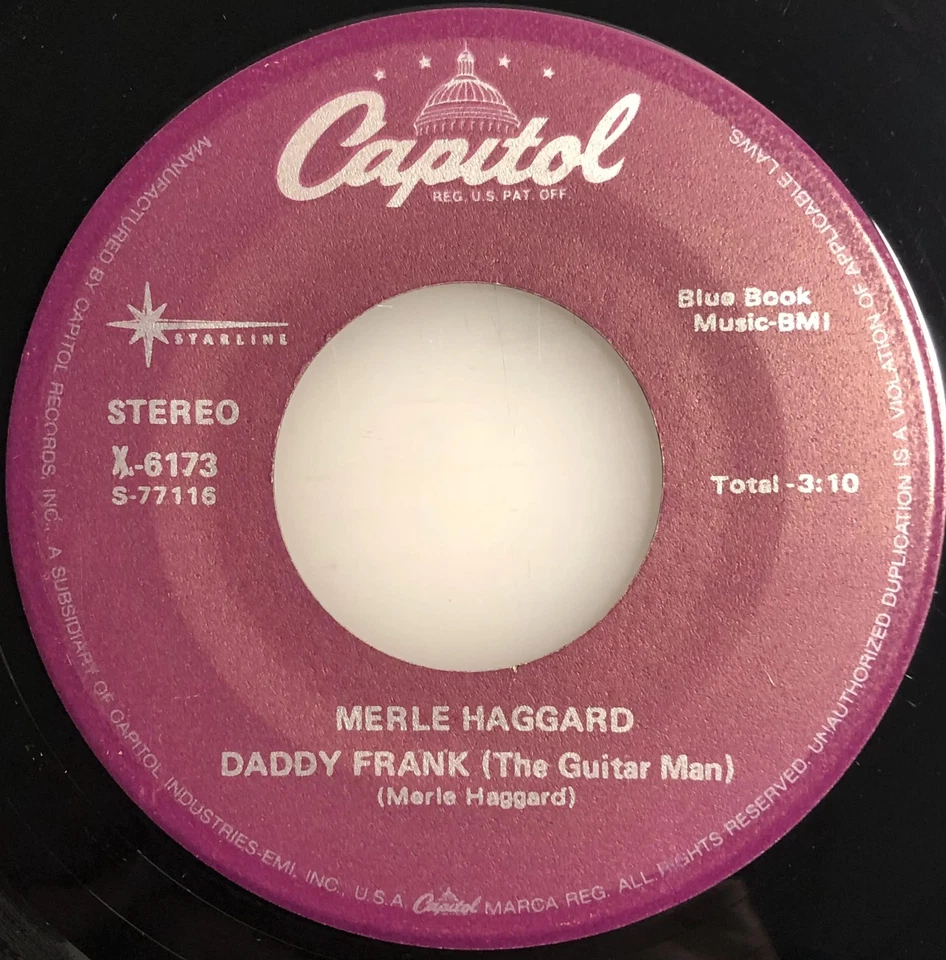 Capitol
REG. U.S. PAT. OFF.
STARLINE
Blue Book
Music-BMI
STEREO
X-6173
S-77116
Total-3:10
MERLE HAGGARD
DADDY FRANK (The Guitar Man)
(Merle Haggard)
MANUFACTURED BY CAPITOL RECORDS, INC., A SUBSIDIARY OF CAPITOL INDUSTRIES-EMI, INC., U.S.A. Capitol MARCA REG. ALL RIGHTS RESERVED. UNAUTHORIZED DUPLICATION IS A VIOLATION OF APPLICABLE LAWS